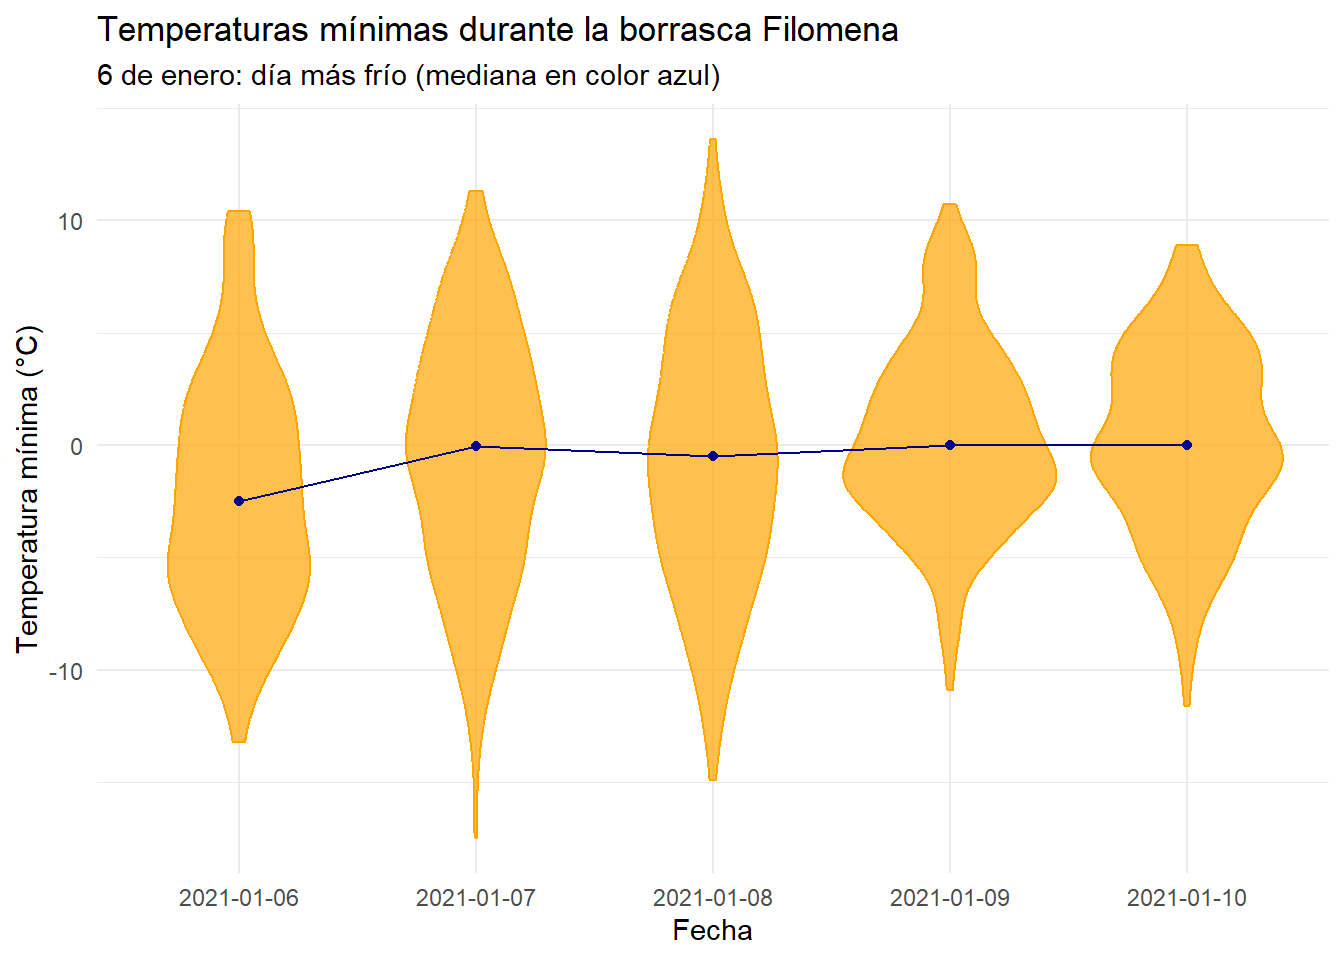 Temperaturas mínimas durante la borrasca Filomena
6 de enero: día más frío (mediana en color azul)
Temperatura mínima (°C)
10
0
-10
2021-01-06
2021-01-07
2021-01-08
2021-01-09
2021-01-10
Fecha